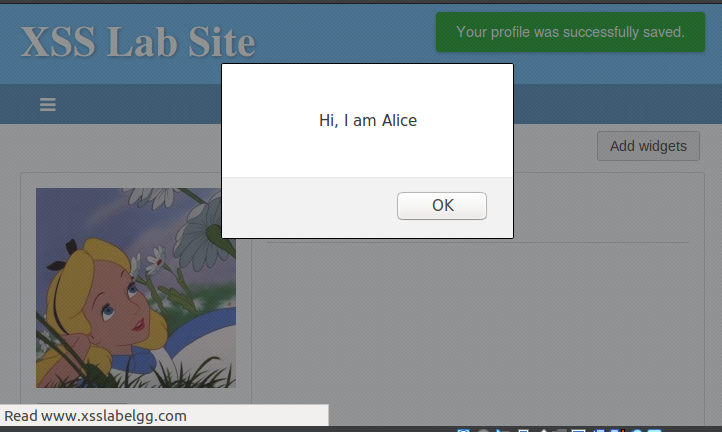 XSS Lab Site
Your profile was successfully saved.
Hi, I am Alice
OK
Add widgets
Read www.xsslabelgg.com